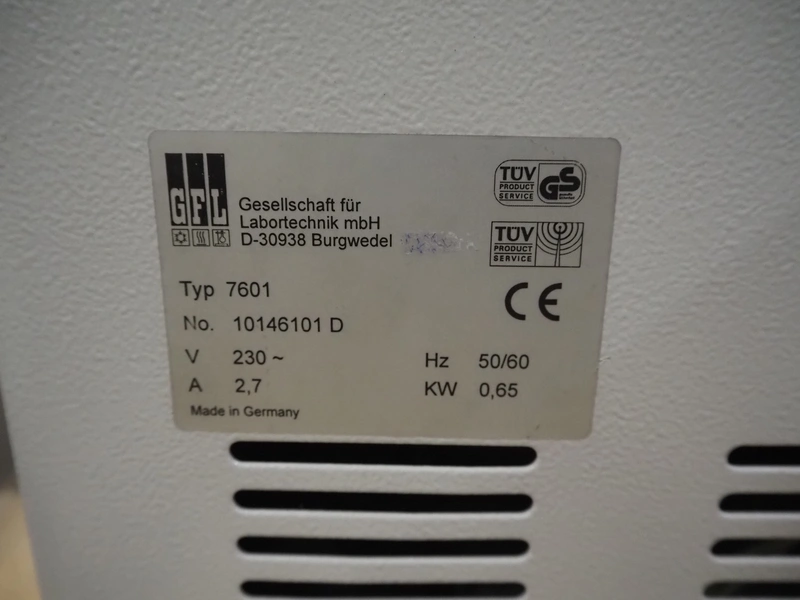 GFL
Gesellschaft für
Labortechnik mbH
D-30938 Burgwedel
TÜV
PRODUCT
SERVICE
GS
TÜV
PRODUCT
SERVICE
CE
Typ 7601
No. 10146101 D
V 230 ~
Hz 50/60
A 2,7
KW 0,65
Made in Germany